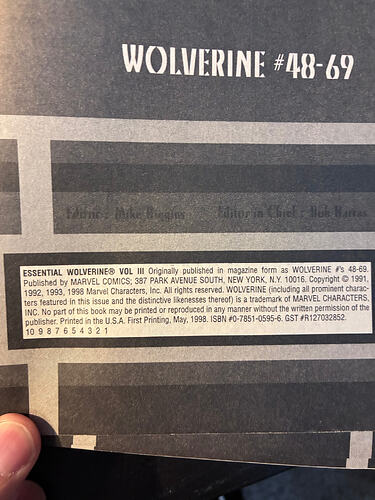 WOLVERINE #48-69
Editor: Mike Higgins Editor in Chief: Bob Harras
ESSENTIAL WOLVERINE® VOL III Originally published in magazine form as WOLVERINE #'s 48-69.
Published by MARVEL COMICS; 387 PARK AVENUE SOUTH, NEW YORK, N.Y. 10016. Copyright © 1991,
1992, 1993, 1998 Marvel Characters, Inc. All rights reserved. WOLVERINE (including all prominent charac-
ters featured in this issue and the distinctive likenesses thereof) is a trademark of MARVEL CHARACTERS,
INC. No part of this book may be printed or reproduced in any manner without the written permission of the
publisher. Printed in the U.S.A. First Printing, May, 1998. ISBN #0-7851-0595-6. GST #R127032852.
10 9 8 7 6 5 4 3 2 1